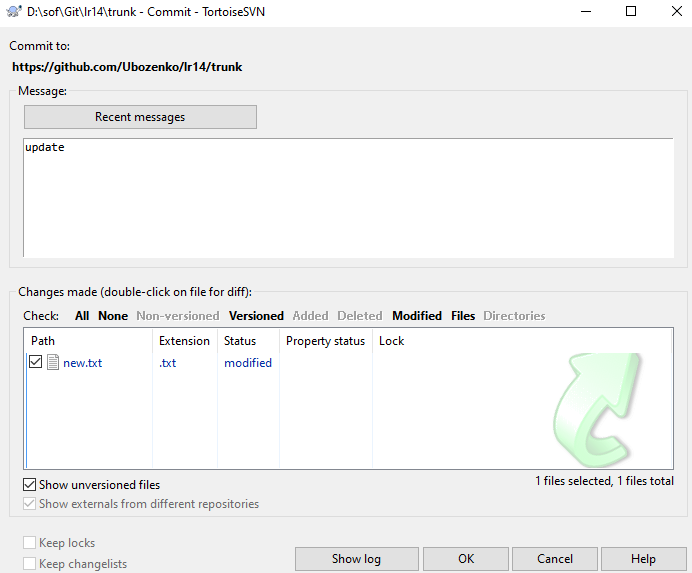 D:\sof\Git\lr14\trunk - Commit - TortoiseSVN
Commit to:
https://github.com/Ubozenko/lr14/trunk
Message:
Recent messages
update
Changes made (double-click on file for diff):
Check: All None Non-versioned Versioned Added Deleted Modified Files Directories
Path Extension Status Property status Lock
new.txt .txt modified
Show unversioned files
1 files selected, 1 files total
Show externals from different repositories
Keep locks
Keep changelists
Show log OK Cancel Help